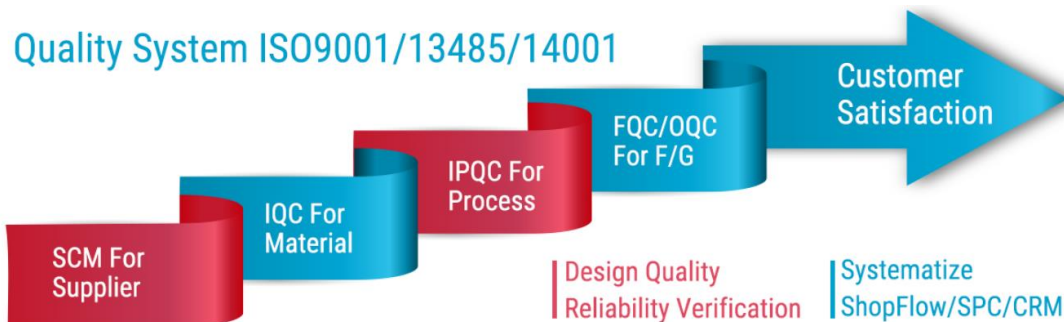 Quality System ISO9001/13485/14001
SCM For
Supplier
IQC For
Material
IPQC For
Process
FQC/OQC
For F/G
Customer
Satisfaction
Design Quality
Reliability Verification
Systematize
ShopFlow/SPC/CRM